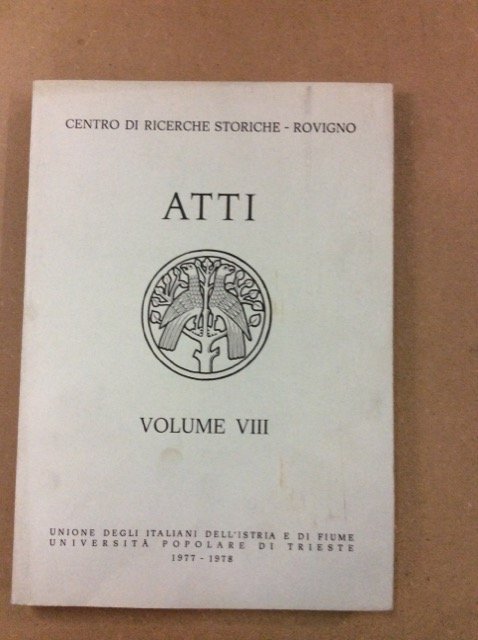 CENTRO DI RICERCHE STORICHE - ROVIGNO
ATTI
VOLUME VIII
UNIONE DEGLI ITALIANI DELL'ISTRIA E DI FIUME
UNIVERSITÀ POPOLARE DI TRIESTE
1977 - 1978